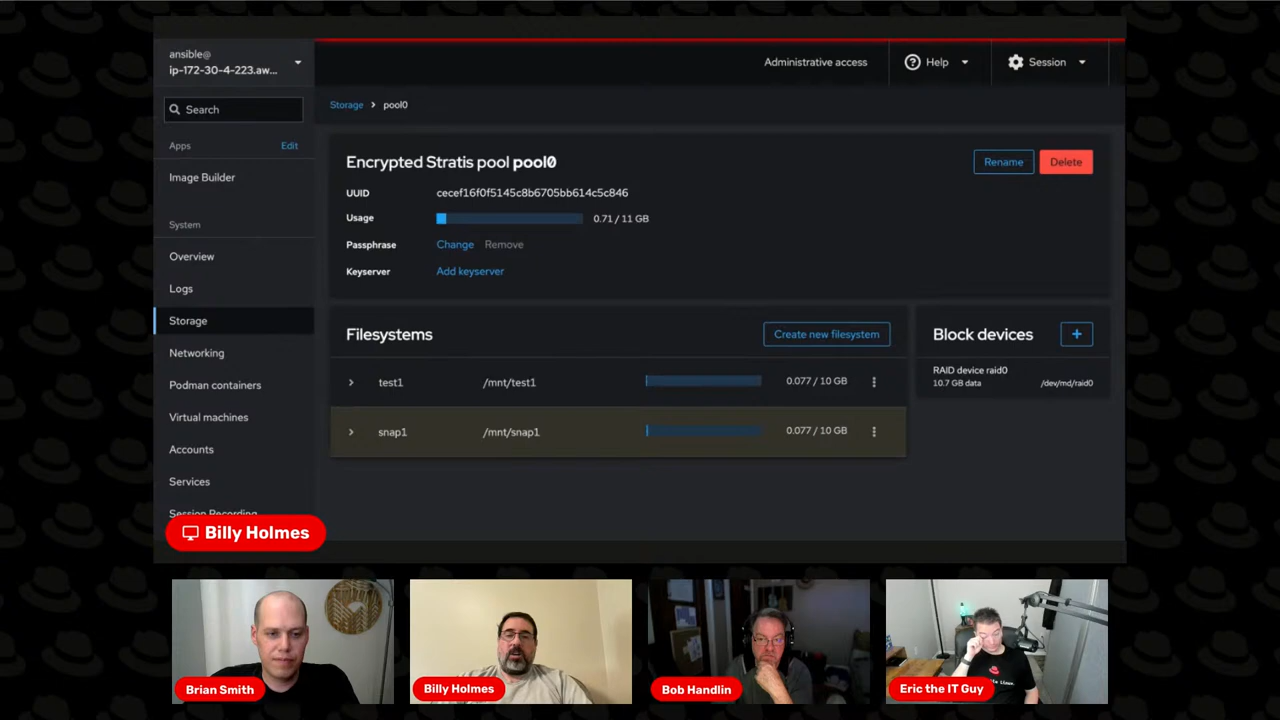 ansible@
ip-172-30-4-223.aw...
Administrative access
Help
Session
Search
Storage > pool0
Apps
Edit
Image Builder
System
Overview
Logs
Storage
Networking
Podman containers
Virtual machines
Accounts
Services
Session Recording
Encrypted Stratis pool pool0
Rename
Delete
UUID cecef16f0f5145c8b6705bb614c5c846
Usage 0.71 / 11 GB
Passphrase Change Remove
Keyserver Add keyserver
Filesystems
Create new filesystem
test1 /mnt/test1 0.077 / 10 GB
snap1 /mnt/snap1 0.077 / 10 GB
Block devices
+
RAID device raid0
10.7 GB data /dev/md/raid0
Billy Holmes
Brian Smith
Billy Holmes
Bob Handlin
Eric the IT Guy